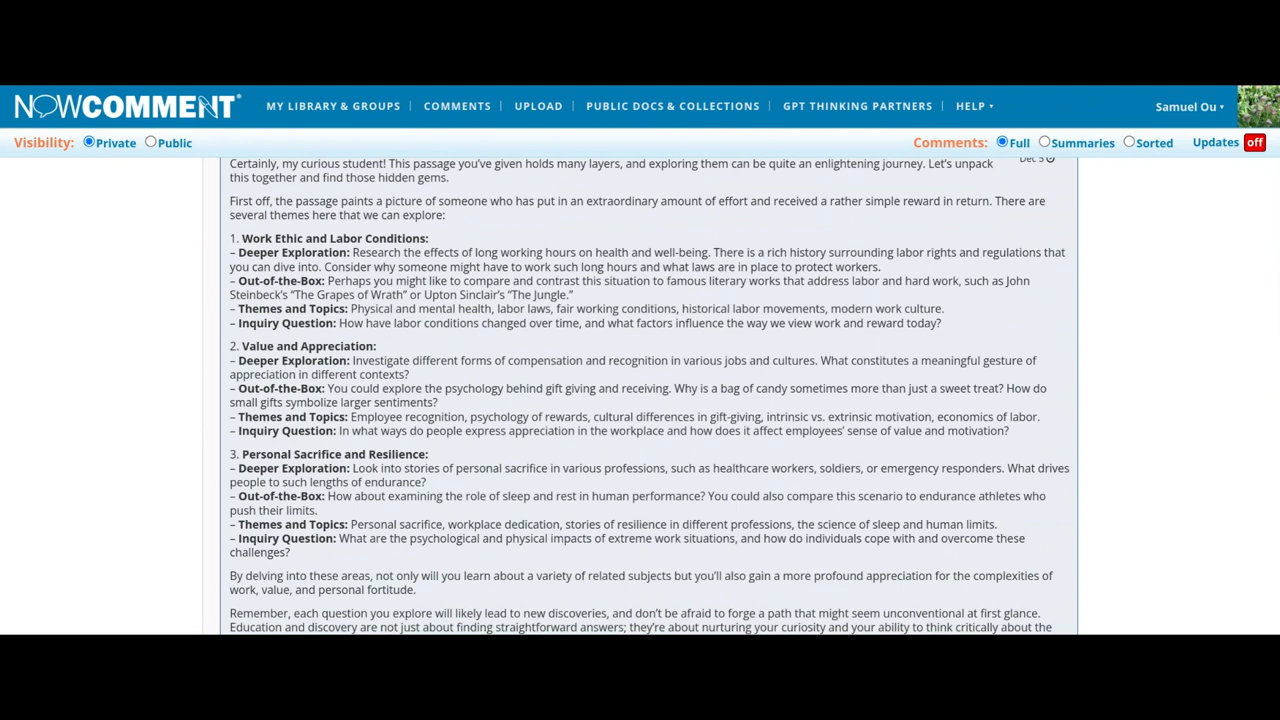 NOWCOMMENT®
MY LIBRARY & GROUPS | COMMENTS | UPLOAD | PUBLIC DOCS & COLLECTIONS | GPT THINKING PARTNERS | HELP
Samuel Ou
Visibility: Private Public
Comments: Full Summaries Sorted Updates off
Certainly, my curious student! This passage you’ve given holds many layers, and exploring them can be quite an enlightening journey. Let’s unpack
this together and find those hidden gems.
Dec 5
First off, the passage paints a picture of someone who has put in an extraordinary amount of effort and received a rather simple reward in return. There are
several themes here that we can explore:
1. Work Ethic and Labor Conditions:
– Deeper Exploration: Research the effects of long working hours on health and well-being. There is a rich history surrounding labor rights and regulations that
you can dive into. Consider why someone might have to work such long hours and what laws are in place to protect workers.
– Out-of-the-Box: Perhaps you might like to compare and contrast this situation to famous literary works that address labor and hard work, such as John
Steinbeck’s “The Grapes of Wrath” or Upton Sinclair’s “The Jungle.”
– Themes and Topics: Physical and mental health, labor laws, fair working conditions, historical labor movements, modern work culture.
– Inquiry Question: How have labor conditions changed over time, and what factors influence the way we view work and reward today?
2. Value and Appreciation:
– Deeper Exploration: Investigate different forms of compensation and recognition in various jobs and cultures. What constitutes a meaningful gesture of
appreciation in different contexts?
– Out-of-the-Box: You could explore the psychology behind gift giving and receiving. Why is a bag of candy sometimes more than just a sweet treat? How do
small gifts symbolize larger sentiments?
– Themes and Topics: Employee recognition, psychology of rewards, cultural differences in gift-giving, intrinsic vs. extrinsic motivation, economics of labor.
– Inquiry Question: In what ways do people express appreciation in the workplace and how does it affect employees’ sense of value and motivation?
3. Personal Sacrifice and Resilience:
– Deeper Exploration: Look into stories of personal sacrifice in various professions, such as healthcare workers, soldiers, or emergency responders. What drives
people to such lengths of endurance?
– Out-of-the-Box: How about examining the role of sleep and rest in human performance? You could also compare this scenario to endurance athletes who
push their limits.
– Themes and Topics: Personal sacrifice, workplace dedication, stories of resilience in different professions, the science of sleep and human limits.
– Inquiry Question: What are the psychological and physical impacts of extreme work situations, and how do individuals cope with and overcome these
challenges?
By delving into these areas, not only will you learn about a variety of related subjects but you’ll also gain a more profound appreciation for the complexities of
work, value, and personal fortitude.
Remember, each question you explore will likely lead to new discoveries, and don’t be afraid to forge a path that might seem unconventional at first glance.
Education and discovery are not just about finding straightforward answers; they’re about nurturing your curiosity and your ability to think critically about the